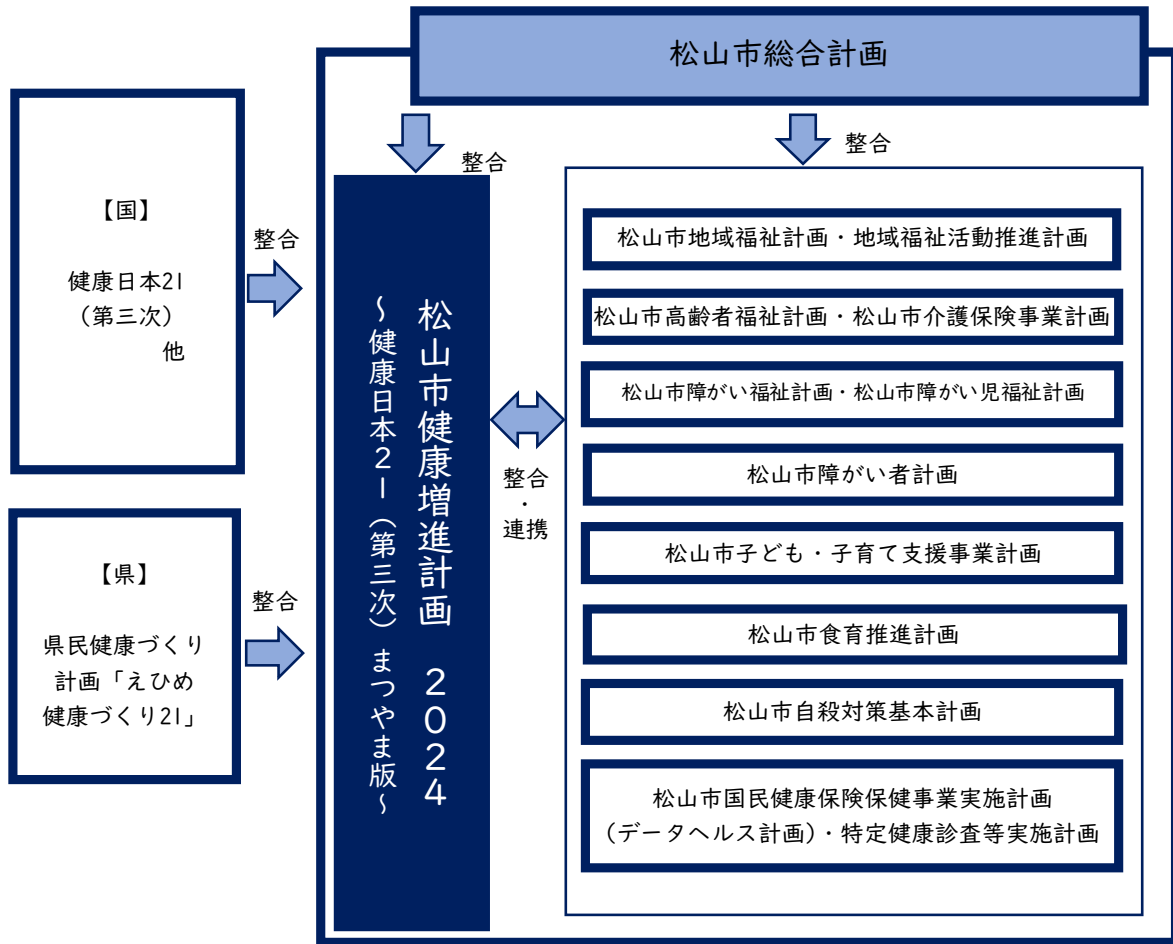 松山市総合計画
整合
整合
【国】
健康日本21
（第三次）
他
整合
【県】
県民健康づくり
計画「えひめ
健康づくり21」
整合
松山市健康増進計画　２０２４
～健康日本２１（第三次）まつやま版～
整合
・
連携
松山市地域福祉計画・地域福祉活動推進計画
松山市高齢者福祉計画・松山市介護保険事業計画
松山市障がい福祉計画・松山市障がい児福祉計画
松山市障がい者計画
松山市子ども・子育て支援事業計画
松山市食育推進計画
松山市自殺対策基本計画
松山市国民健康保険保健事業実施計画
(データヘルス計画)・特定健康診査等実施計画